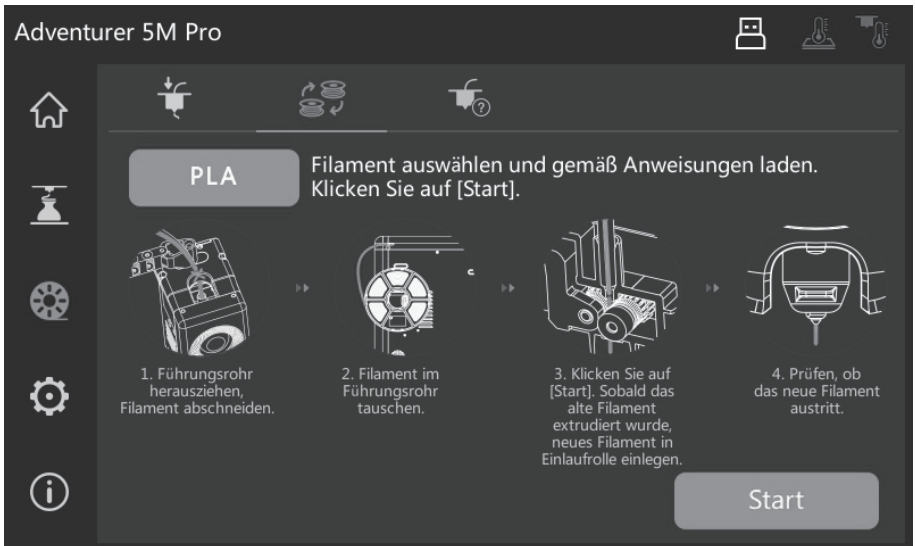 Adventurer 5M Pro
PLA
Filament auswählen und gemäß Anweisungen laden.
Klicken Sie auf [Start].
1. Führungsrohr
herausziehen,
Filament abschneiden.
2. Filament im
Führungsrohr
tauschen.
3. Klicken Sie auf
[Start]. Sobald das
alte Filament
extrudiert wurde,
neues Filament in
Einlaufrolle einlegen.
4. Prüfen, ob
das neue Filament
austritt.
Start